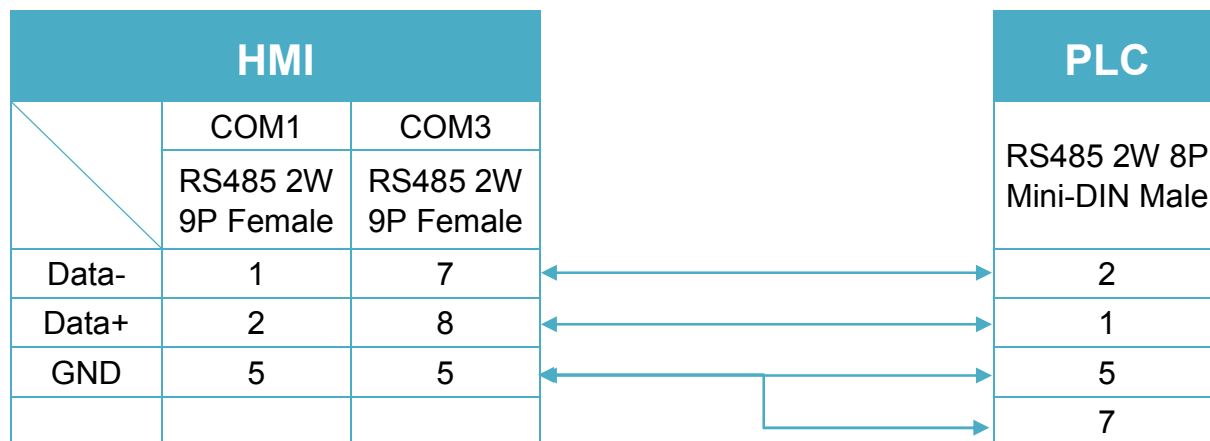 HMI
PLC
COM1 COM3
RS485 2W RS485 2W
9P Female 9P Female
RS485 2W 8P
Mini-DIN Male
Data- 1 7 2
Data+ 2 8 1
GND 5 5 5
7